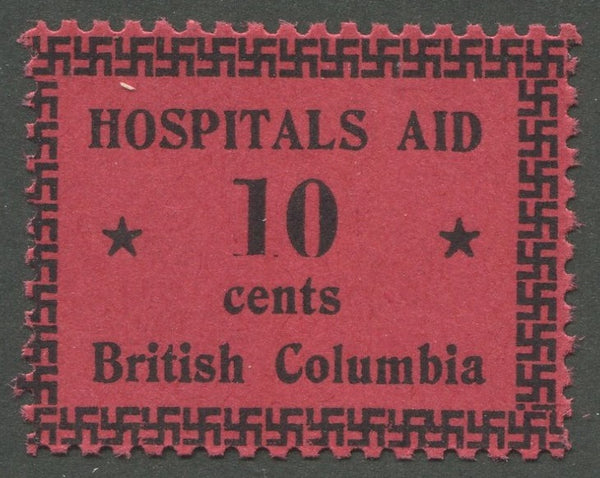 HOSPITALS AID
10
cents
British Columbia